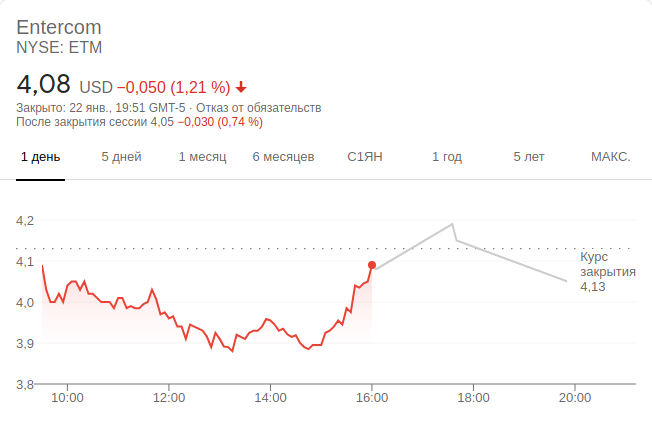 Entercom
NYSE: ETM
4,08 USD −0,050 (1,21 %)
Закрыто: 22 янв., 19:51 GMT-5 · Отказ от обязательств
После закрытия сессии 4,05 −0,030 (0,74 %)
1 день 5 дней 1 месяц 6 месяцев С1ЯН 1 год 5 лет МАКС.
4,2
4,1
4,0
3,9
3,8
Курс
закрытия
4,13
10:00 12:00 14:00 16:00 18:00 20:00